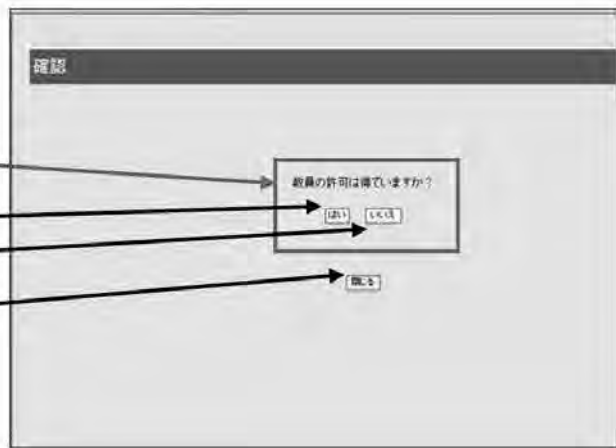 確認
教員の許可は得ていますか？
はい いいえ
閉じる